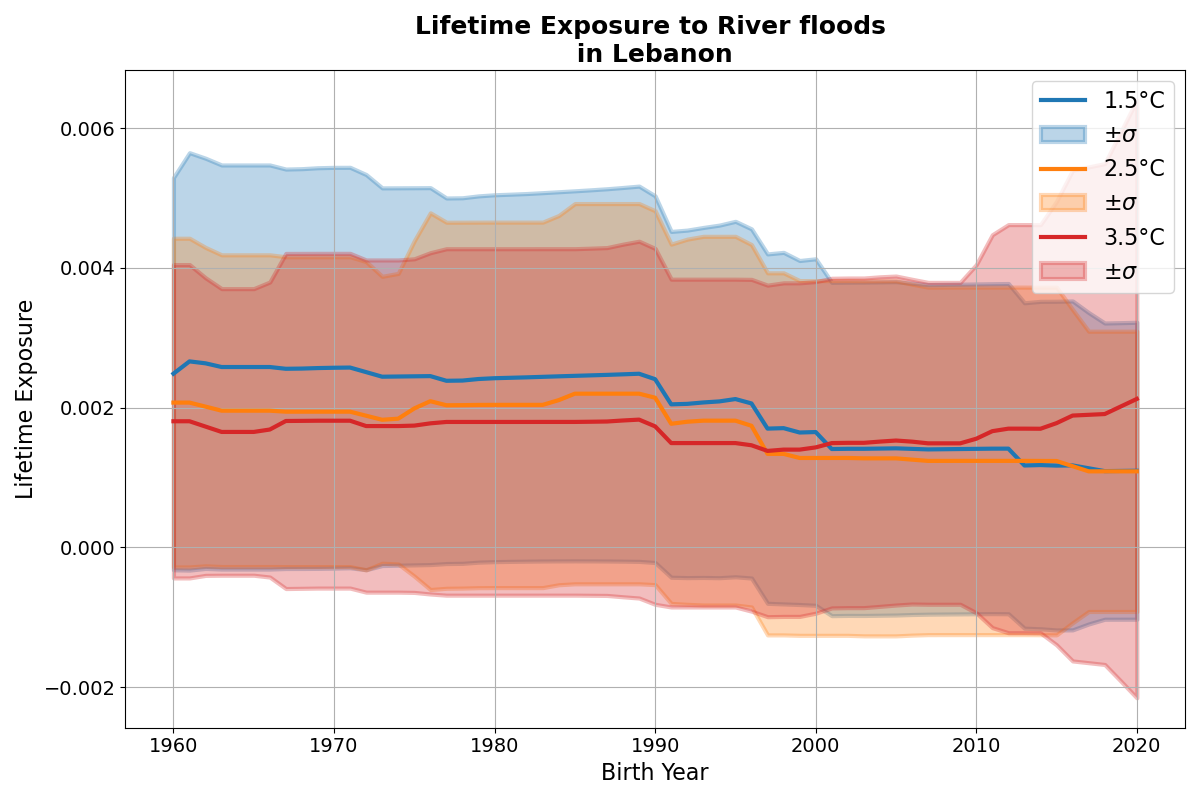 Lifetime Exposure to River floods
in Lebanon
Lifetime Exposure
0.006
0.004
0.002
0.000
−0.002
1960
1970
1980
1990
2000
2010
2020
Birth Year
1.5°C
±σ
2.5°C
±σ
3.5°C
±σ